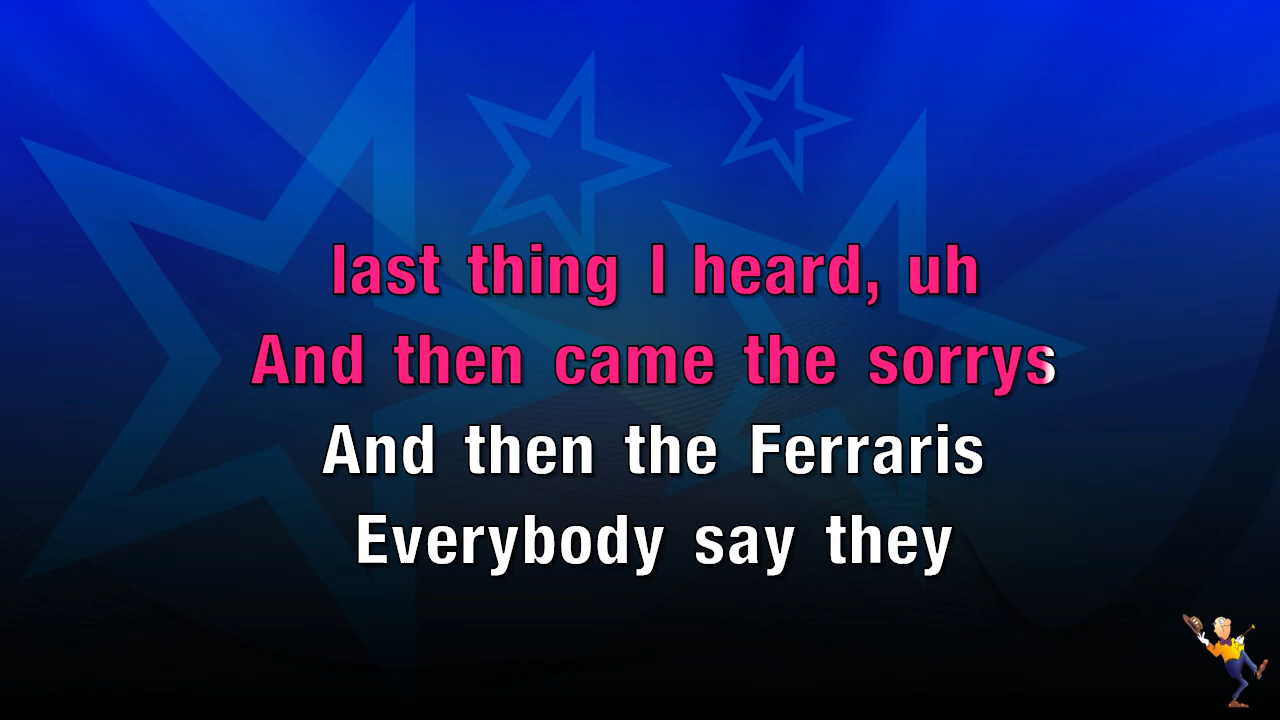 last thing I heard, uh
And then came the sorrys
And then the Ferraris
Everybody say they